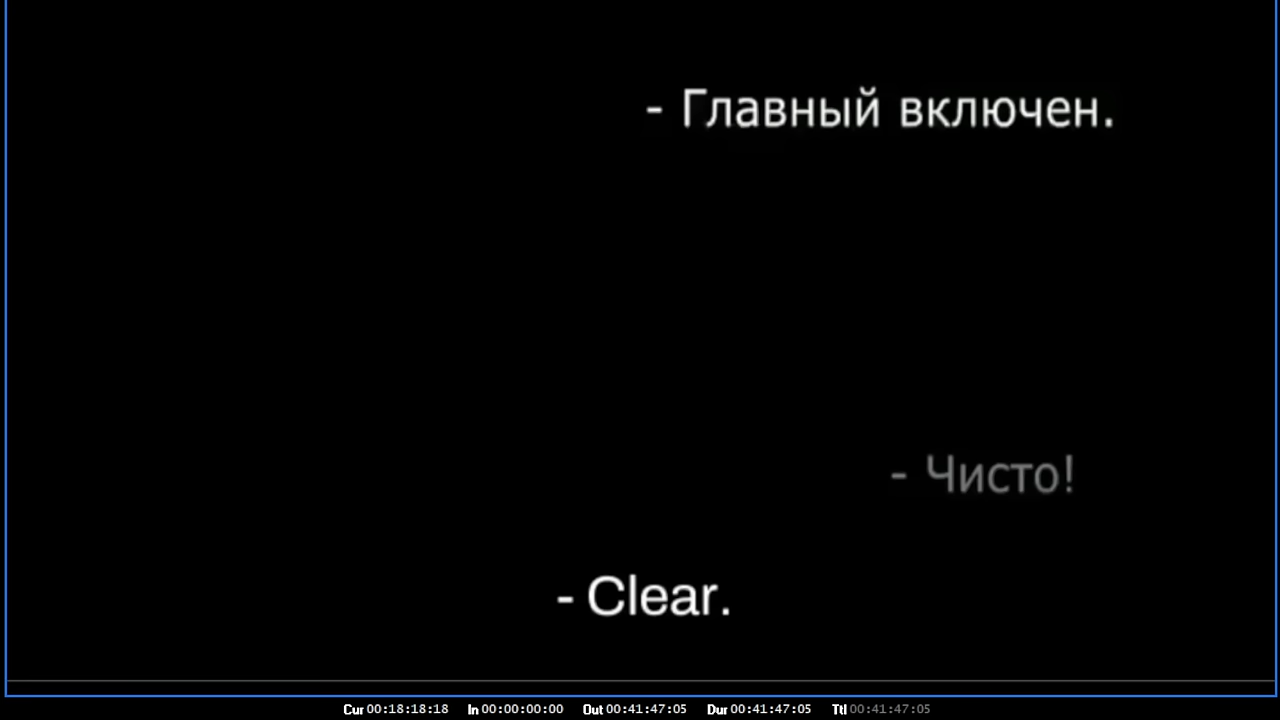 - Главный включен.
- Чисто!
- Clear.
Cur 00:18:18:18 In 00:00:00:00 Out 00:41:47:05 Dur 00:41:47:05 Ttl 00:41:47:05